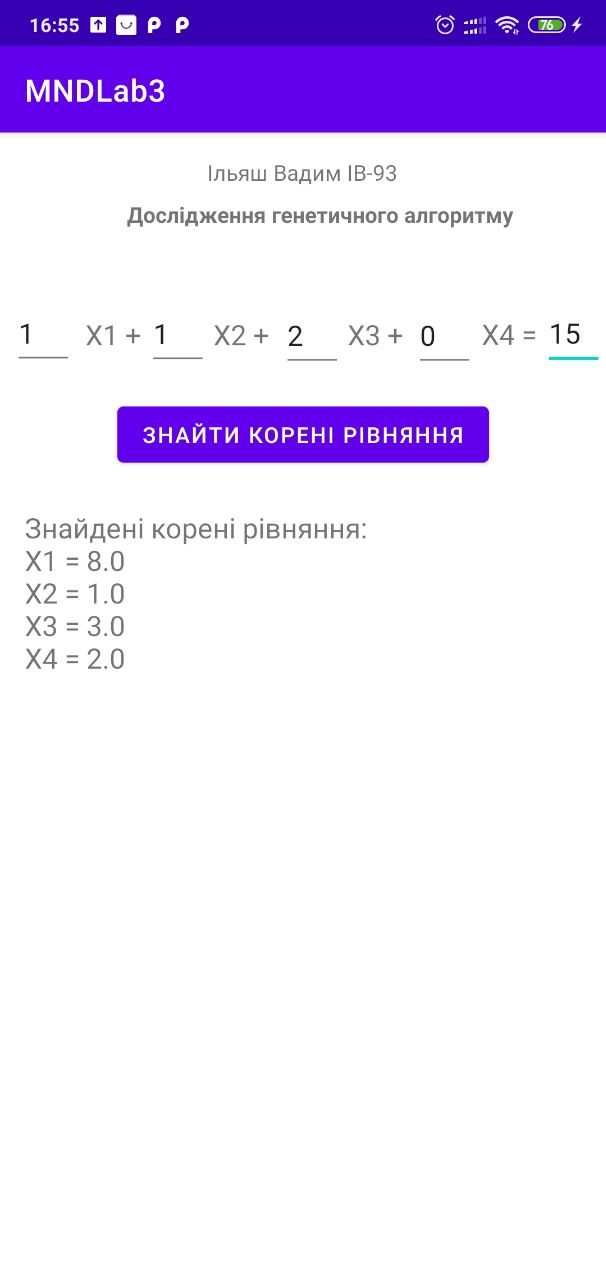 16:55 76
MNDLab3
Ільяш Вадим ІВ-93
Дослідження генетичного алгоритму
1 X1 + 1 X2 + 2 X3 + 0 X4 = 15
ЗНАЙТИ КОРЕНІ РІВНЯННЯ
Знайдені корені рівняння:
X1 = 8.0
X2 = 1.0
X3 = 3.0
X4 = 2.0